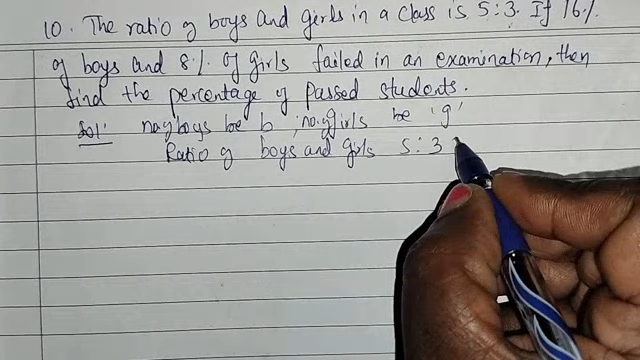 10. The ratio of boys and girls in a class is 5:3. If 16%
of boys and 8% of girls failed in an examination, then
find the percentage of Passed students.
Sol: no of boys be b, no of girls be 'g'
Ratio of boys and girls 5:3